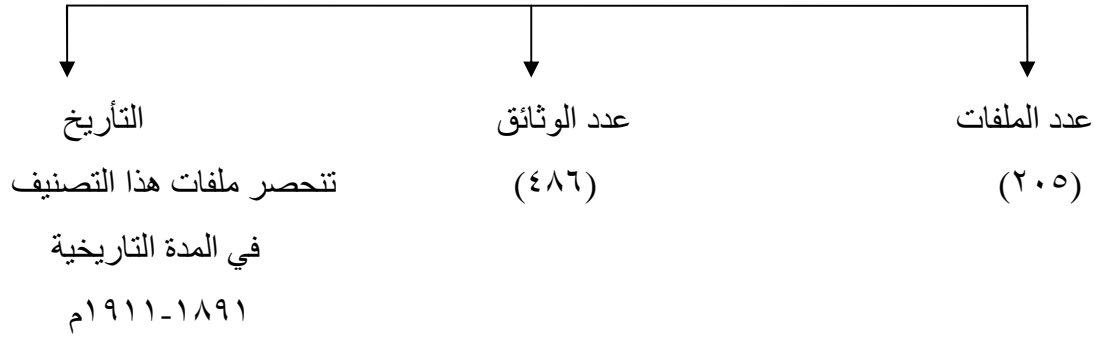 عدد الملفات
(٢٠٥)
عدد الوثائق
(٤٨٦)
التأريخ
تنحصر ملفات هذا التصنيف
في المدة التاريخية
١٨٩١-١٩١١م